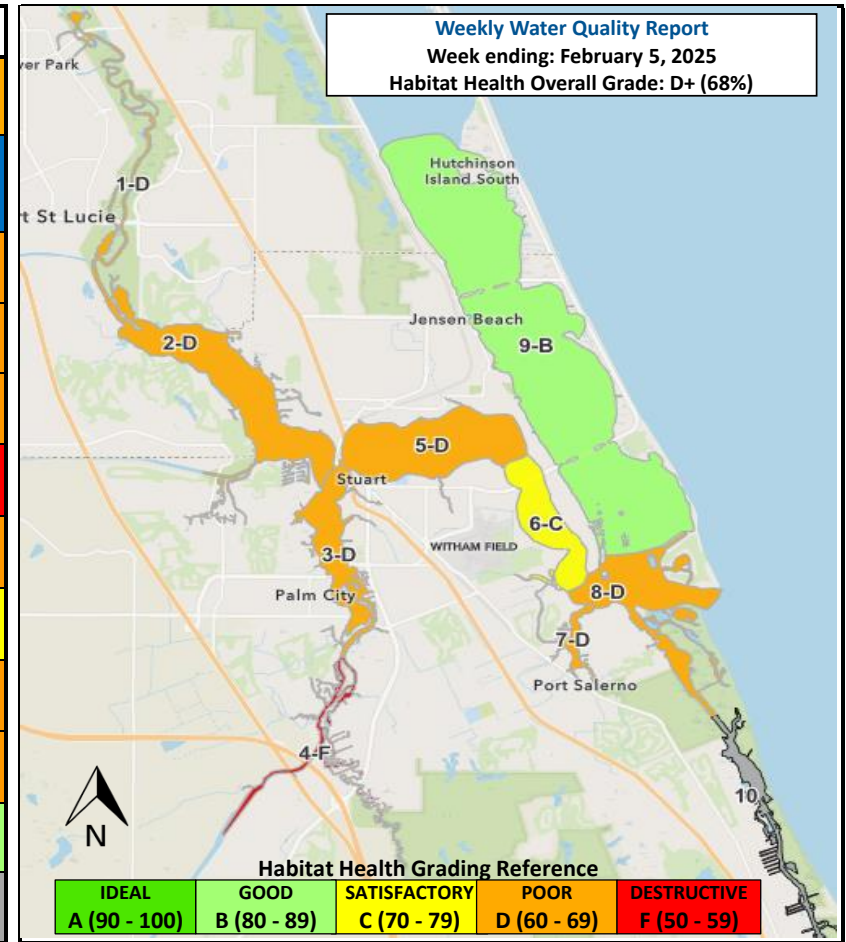 Weekly Water Quality Report
Week ending: February 5, 2025
Habitat Health Overall Grade: D+ (68%)
ver Park
Hutchinson
Island South
1-D
rt St Lucie
Jensen Beach
2-D
9-B
5-D
Stuart
6-C
WITHAM FIELD
3-D
Palm City
8-D
7-D
Port Salerno
4-F
10
N
Habitat Health Grading Reference
IDEAL GOOD SATISFACTORY POOR DESTRUCTIVE
A (90 - 100) B (80 - 89) C (70 - 79) D (60 - 69) F (50 - 59)